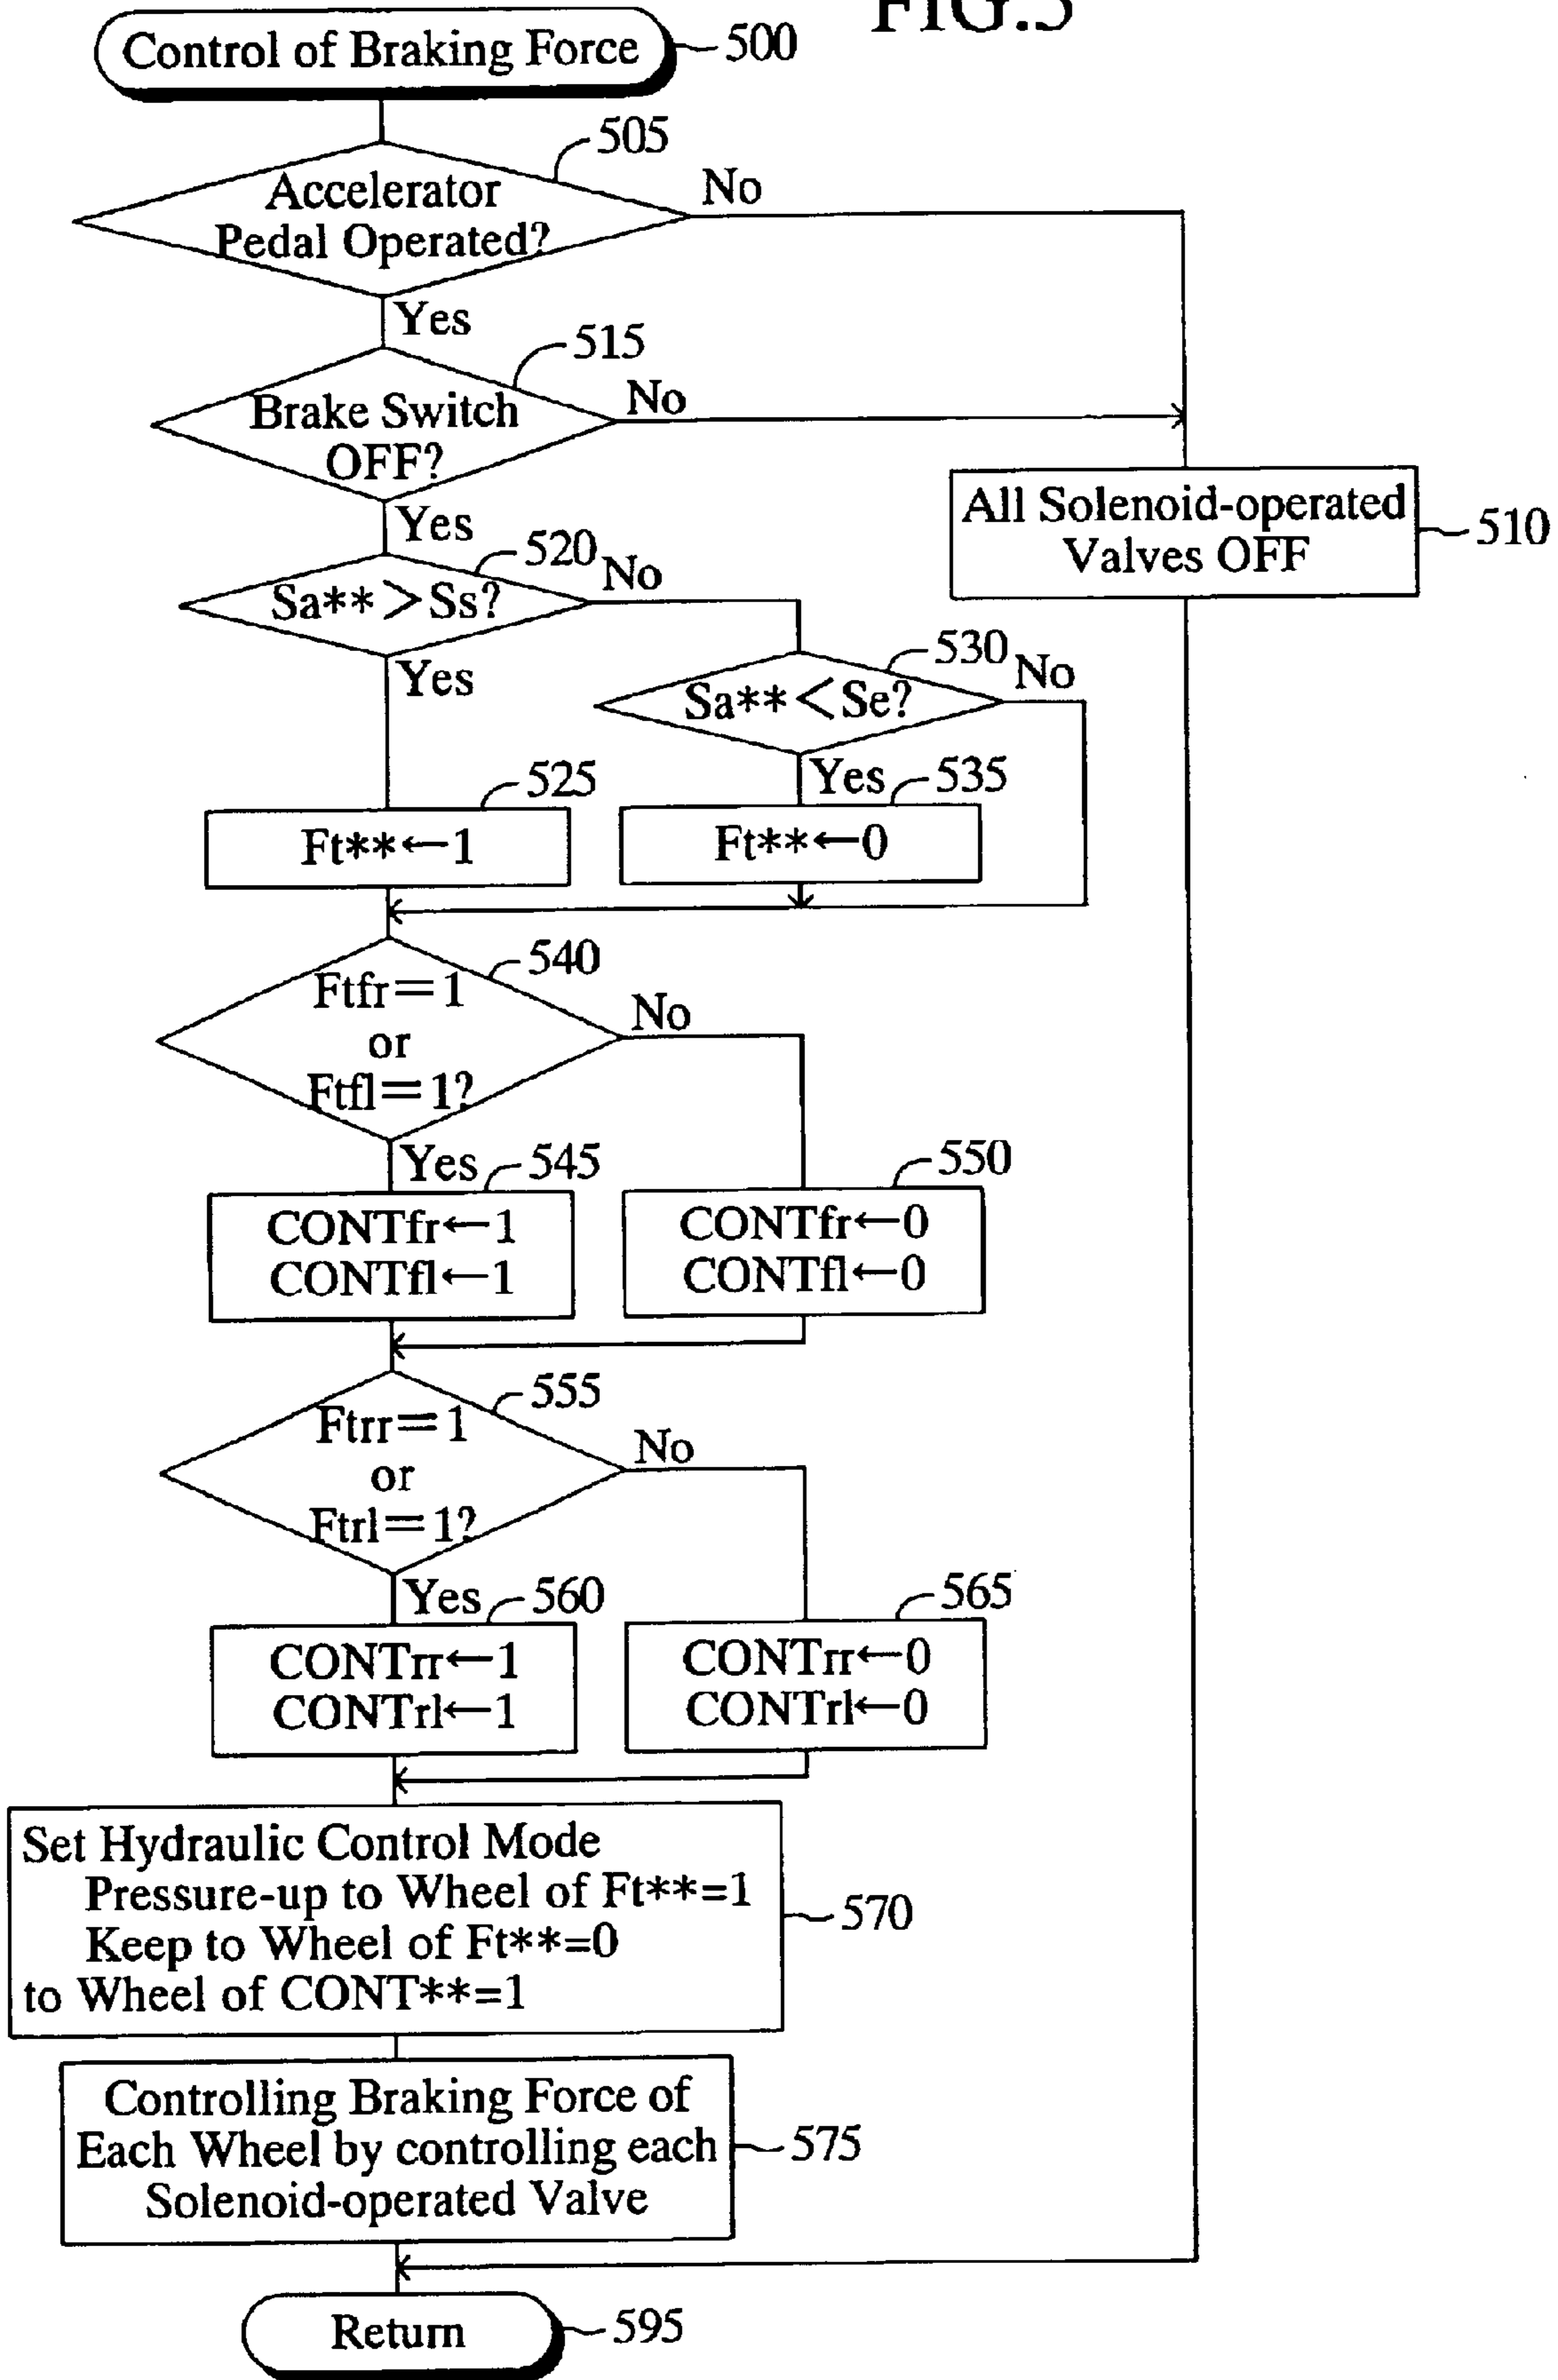 FIG.5
Control of Braking Force
500
505
Accelerator
Pedal Operated?
No
Yes
515
Brake Switch
OFF?
No
Yes
All Solenoid-operated
Valves OFF
510
520
Sa**>Ss?
No
Yes
530
Sa**<Se?
No
Yes
525
Ft**←1
535
Ft**←0
540
Ftfr=1
or
Ftfl=1?
No
Yes
545
CONTfr←1
CONTfl←1
550
CONTfr←0
CONTfl←0
555
Ftrr=1
or
Ftrl=1?
No
Yes
560
CONTrr←1
CONTrl←1
565
CONTrr←0
CONTrl←0
Set Hydraulic Control Mode
Pressure-up to Wheel of Ft**=1
Keep to Wheel of Ft**=0
to Wheel of CONT**=1
570
Controlling Braking Force of
Each Wheel by controlling each
Solenoid-operated Valve
575
Return
595